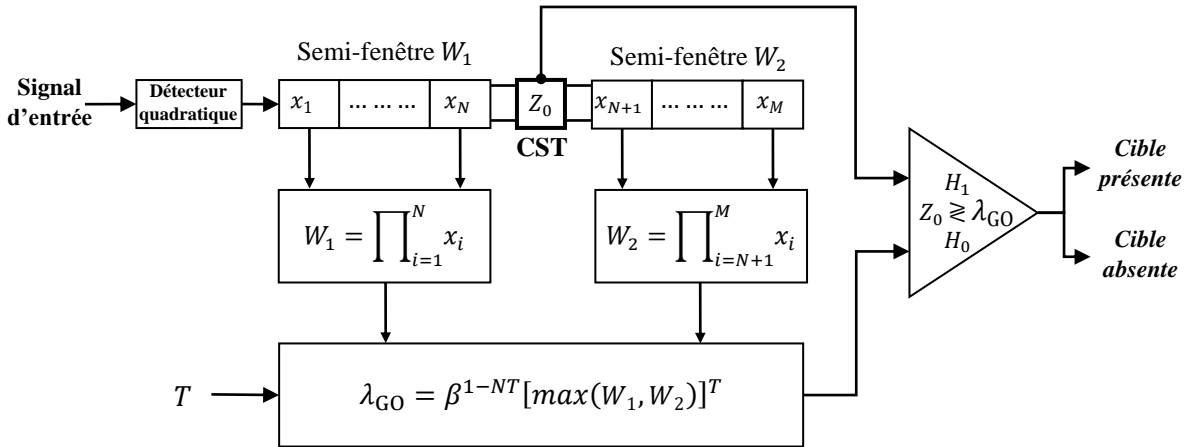 Semi-fenêtre W₁
Semi-fenêtre W₂
Signal
d'entrée
Détecteur
quadratique
x₁ … … … x_N Z₀ x_{N+1} … … … x_M
CST
W₁ = ∏_{i=1}^{N} x_i
W₂ = ∏_{i=N+1}^{M} x_i
H₁
Z₀ ≷ λ_GO
H₀
Cible
présente
Cible
absente
T
λ_GO = β^{1−NT}[max(W₁, W₂)]^T